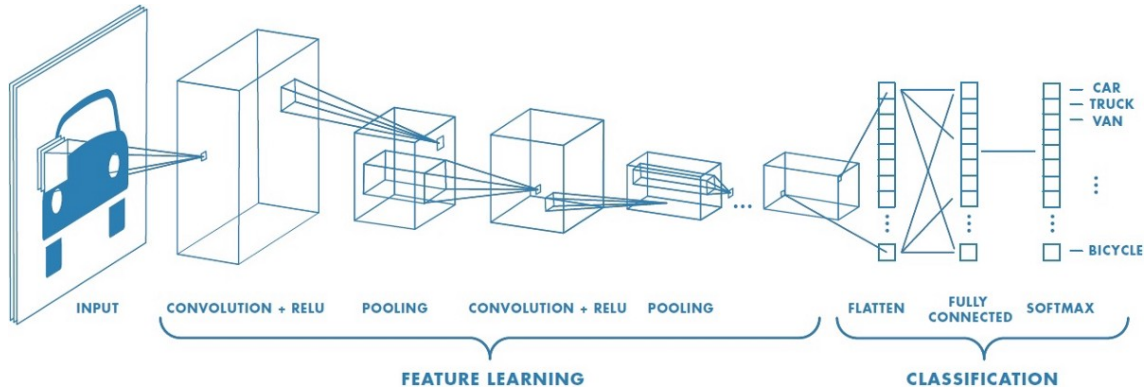 CAR
TRUCK
VAN
...
⋮
⋮
⋮
BICYCLE
INPUT
CONVOLUTION + RELU
POOLING
CONVOLUTION + RELU
POOLING
FLATTEN
FULLY
CONNECTED
SOFTMAX
FEATURE LEARNING
CLASSIFICATION